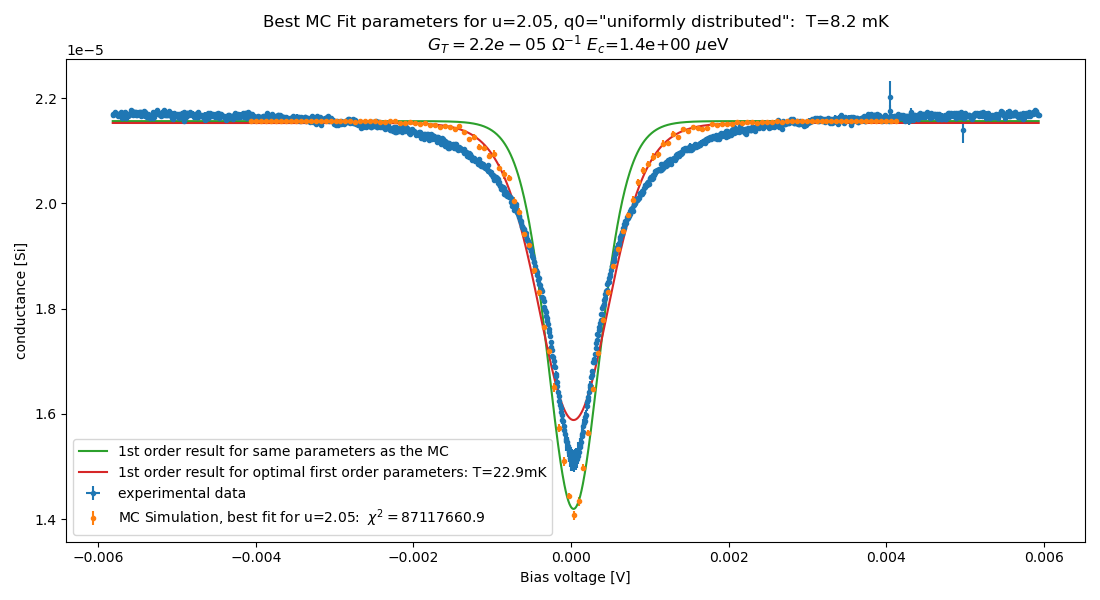 Best MC Fit parameters for u=2.05, q0="uniformly distributed": T=8.2 mK
G_T = 2.2e − 05 Ω⁻¹ E_c=1.4e+00 μeV
1e−5
2.2
2.0
1.8
1.6
1.4
conductance [Si]
1st order result for same parameters as the MC
1st order result for optimal first order parameters: T=22.9mK
experimental data
MC Simulation, best fit for u=2.05: χ² = 87117660.9
−0.006 −0.004 −0.002 0.000 0.002 0.004 0.006
Bias voltage [V]